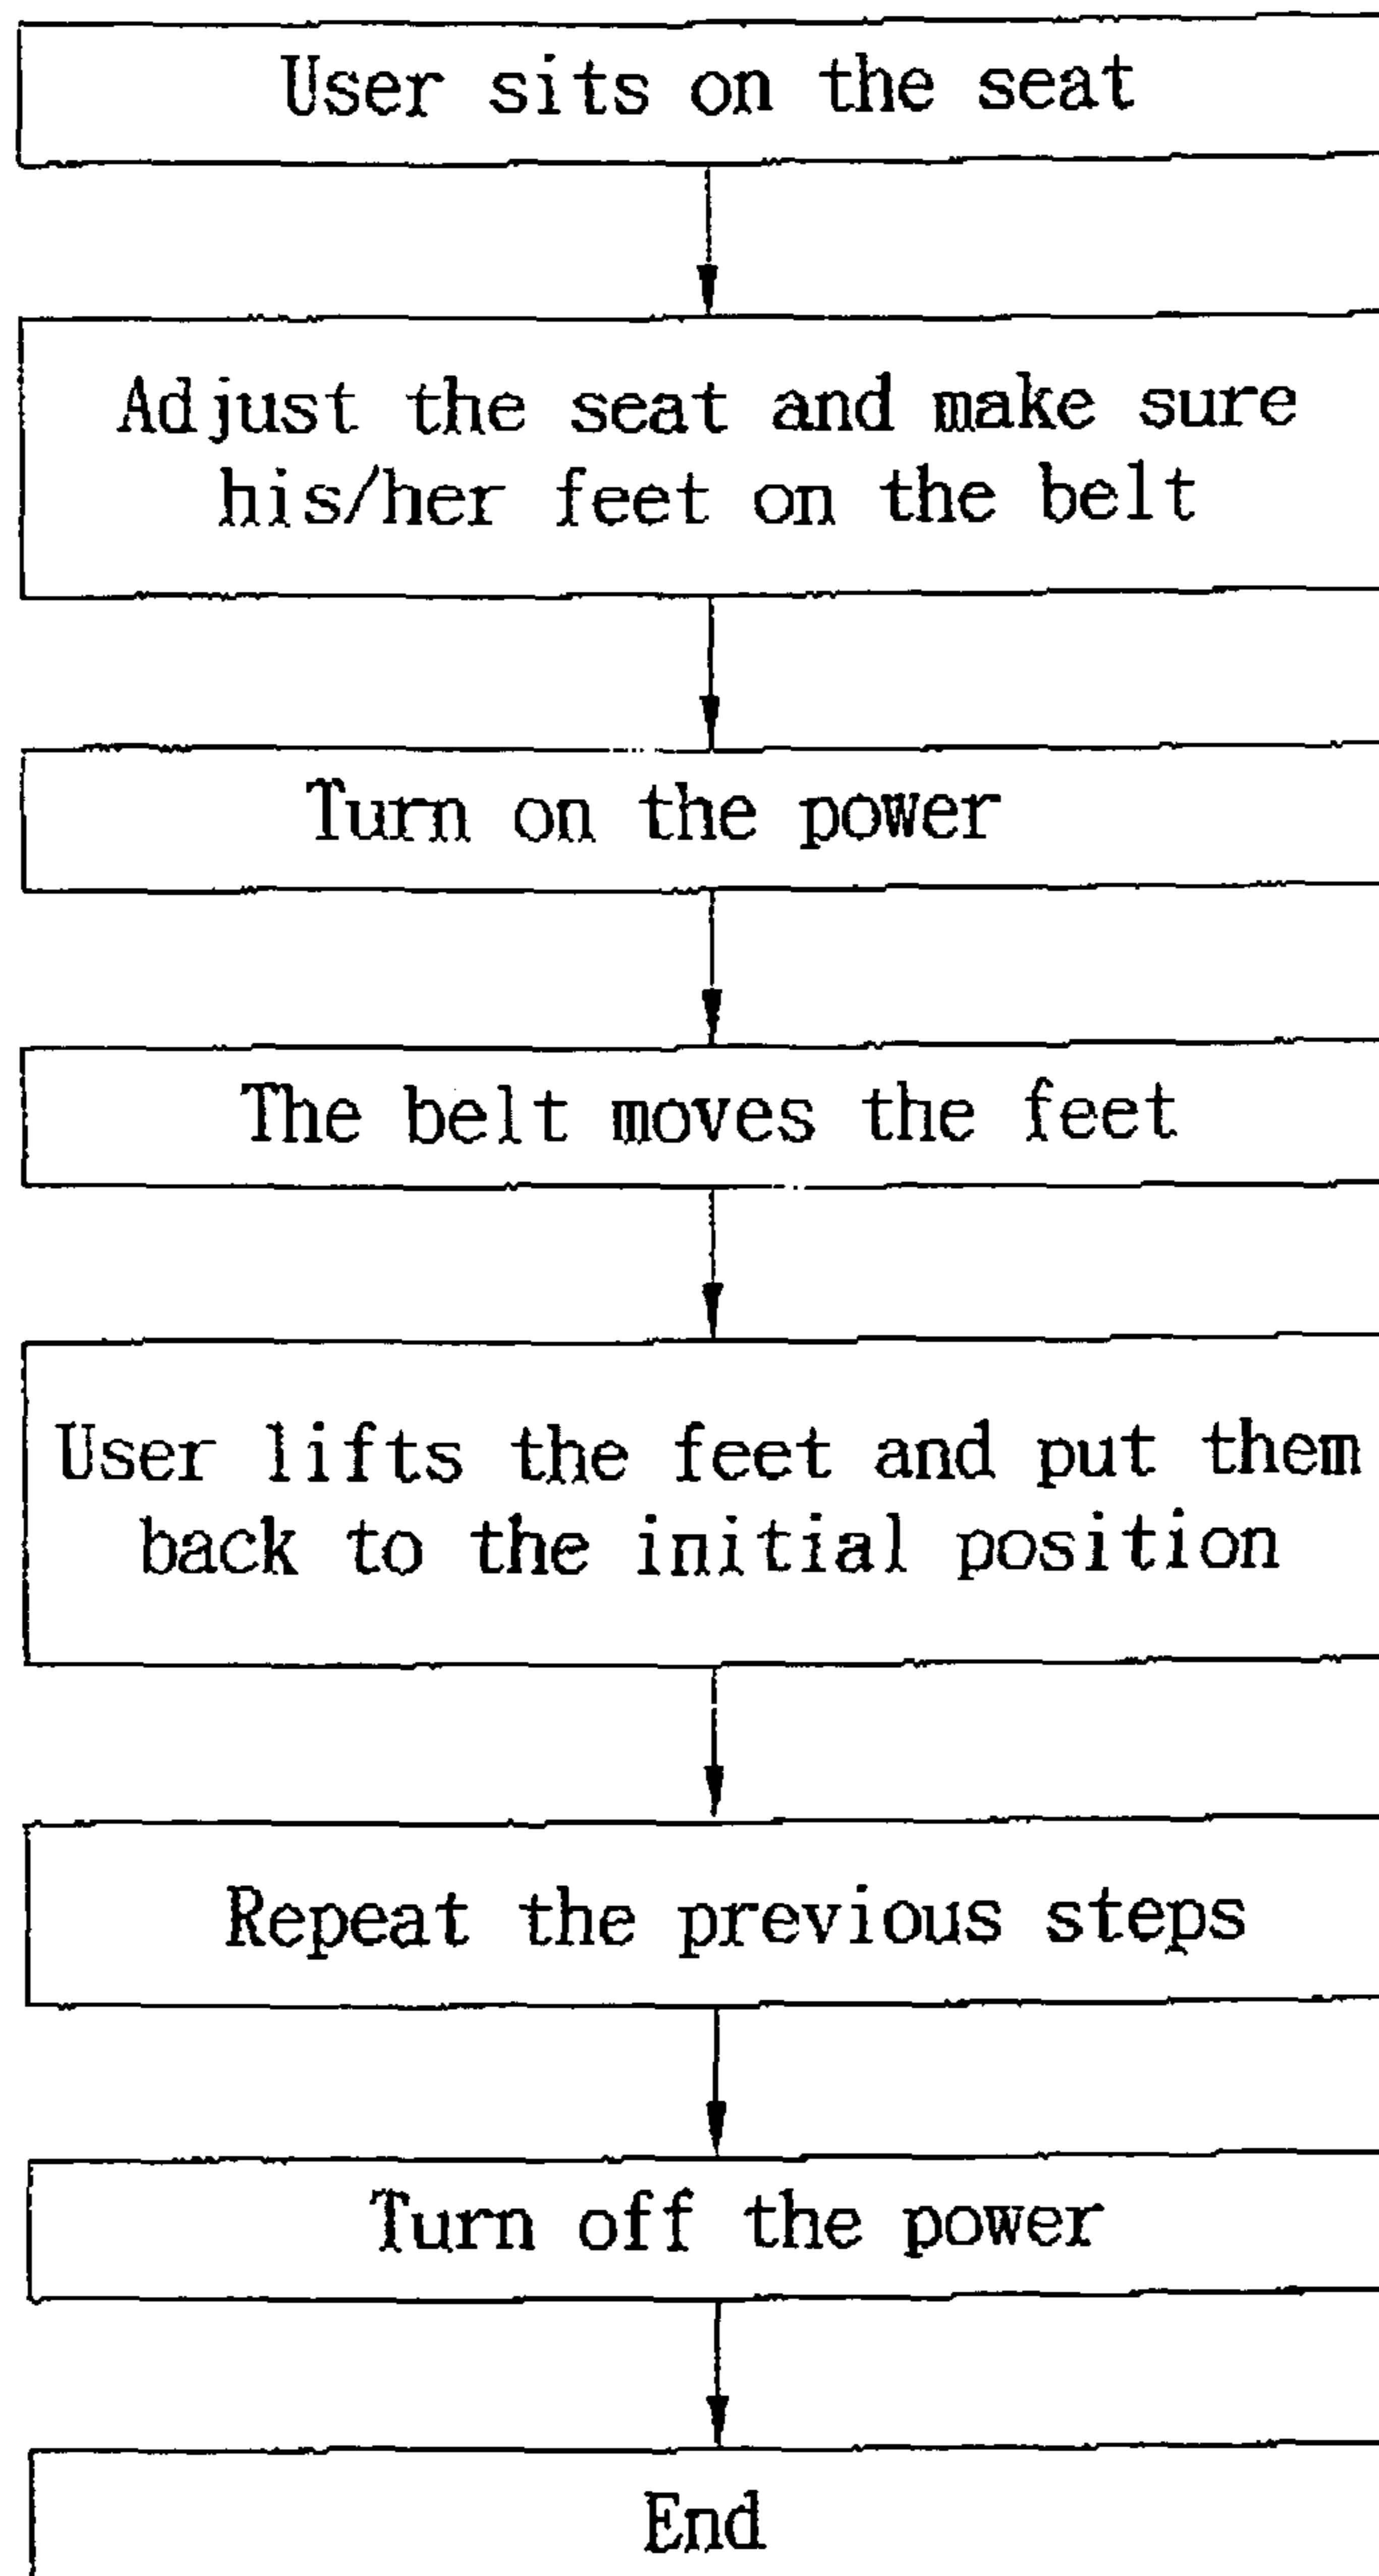 User sits on the seat
Adjust the seat and make sure
his/her feet on the belt
Turn on the power
The belt moves the feet
User lifts the feet and put them
back to the initial position
Repeat the previous steps
Turn off the power
End